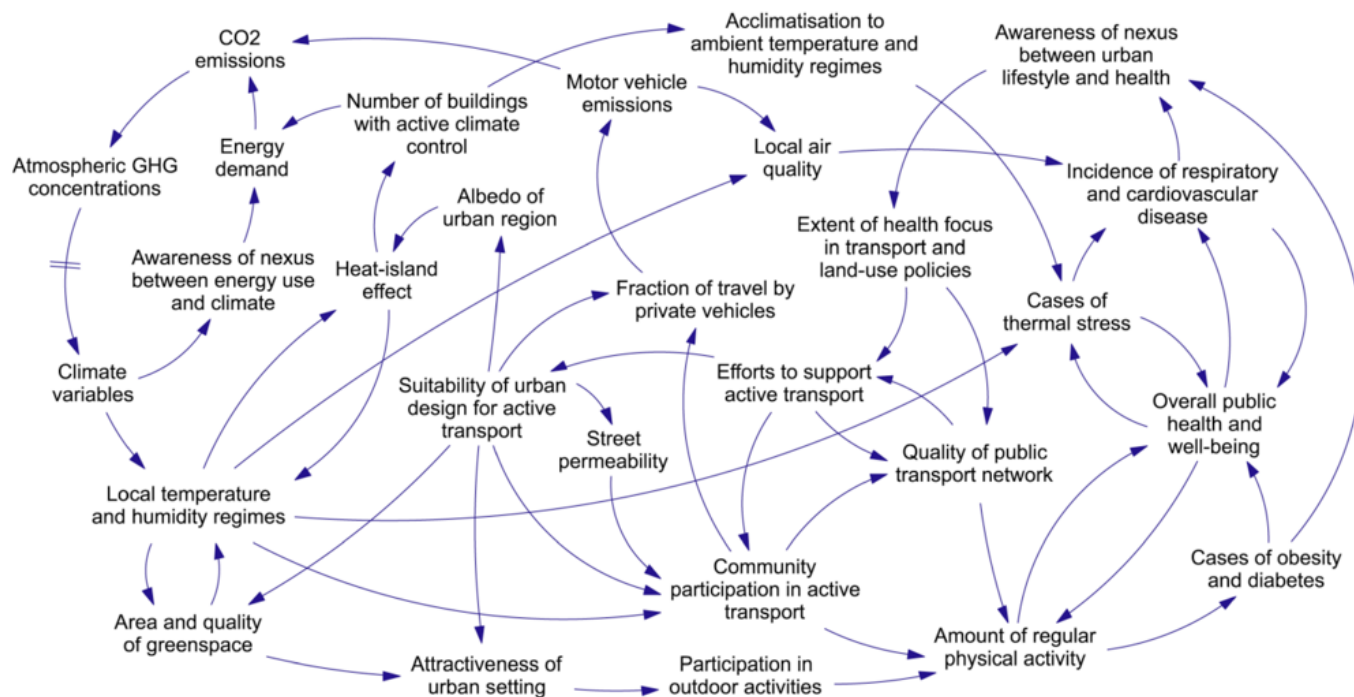 CO2
emissions
Acclimatisation to
ambient temperature and
humidity regimes
Awareness of nexus
between urban
lifestyle and health
Motor vehicle
emissions
Number of buildings
with active climate
control
Energy
demand
Atmospheric GHG
concentrations
Local air
quality
Incidence of respiratory
and cardiovascular
disease
Albedo of
urban region
Extent of health focus
in transport and
land-use policies
Awareness of nexus
between energy use
and climate
Heat-island
effect
Fraction of travel by
private vehicles
Cases of
thermal stress
Climate
variables
Suitability of urban
design for active
transport
Efforts to support
active transport
Overall public
health and
well-being
Street
permeability
Quality of public
transport network
Local temperature
and humidity regimes
Community
participation in active
transport
Cases of obesity
and diabetes
Area and quality
of greenspace
Attractiveness of
urban setting
Participation in
outdoor activities
Amount of regular
physical activity